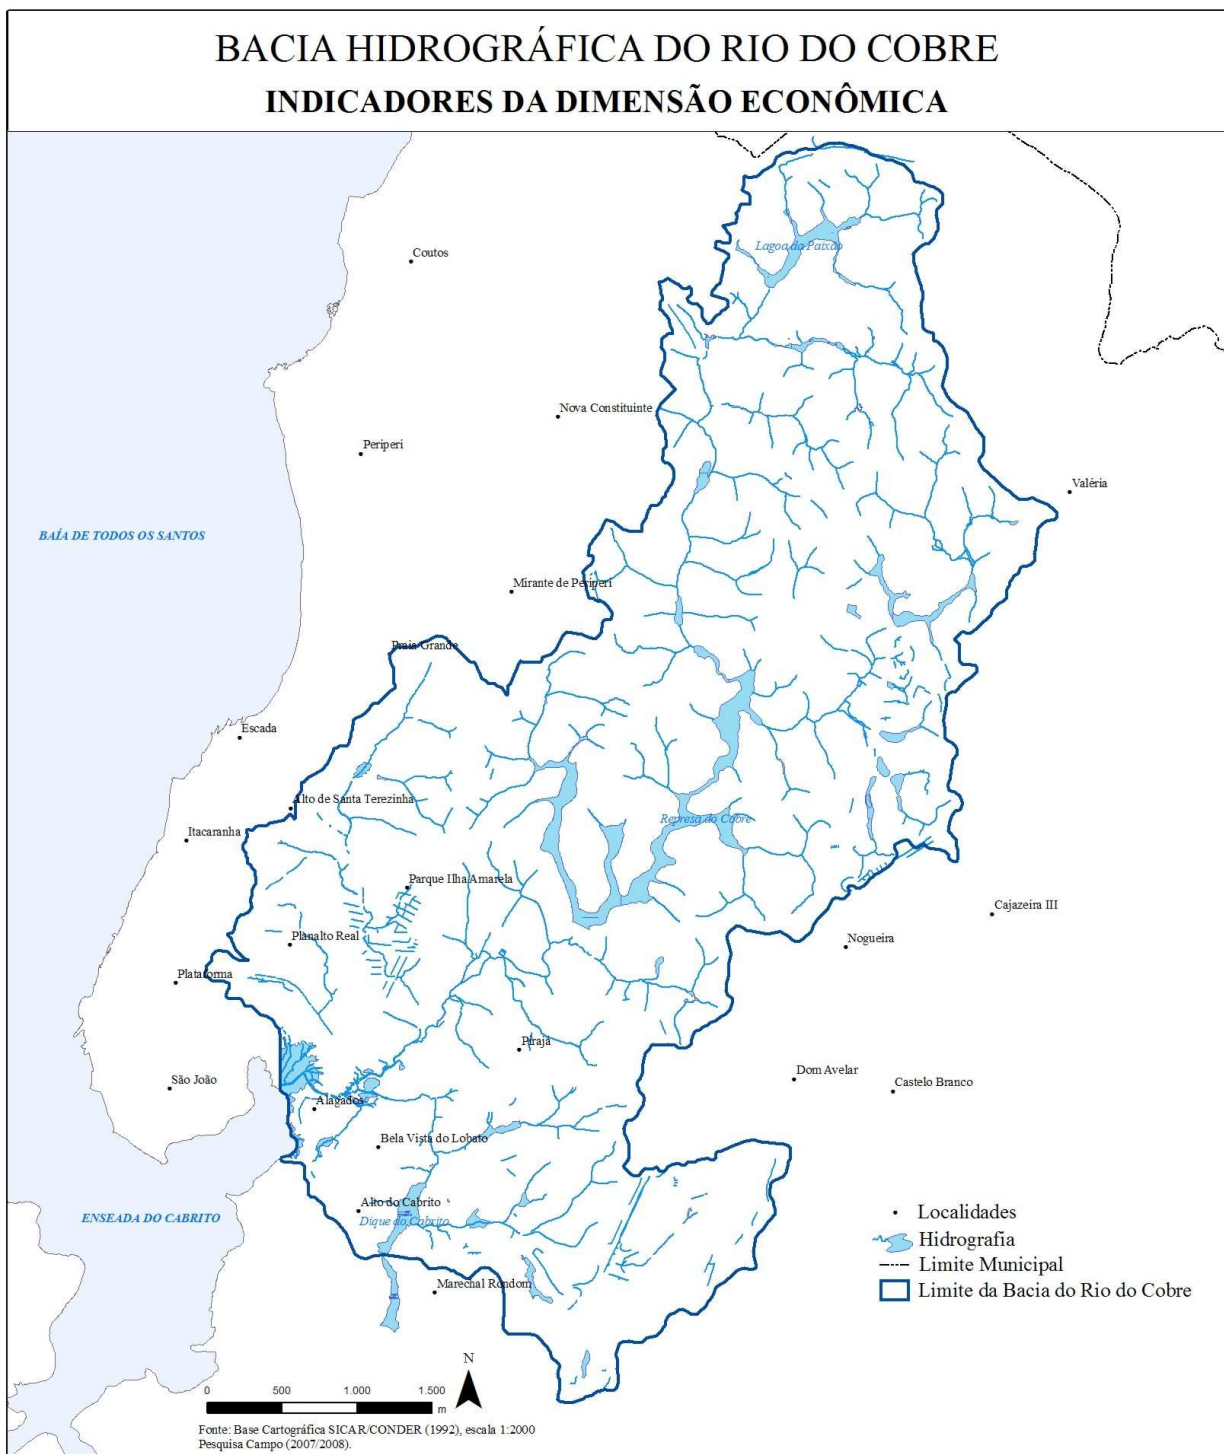 BACIA HIDROGRÁFICA DO RIO DO COBRE
INDICADORES DA DIMENSÃO ECONÔMICA
Lagoa da Paixão
Coutos
Nova Constituinte
Periperi
Valéria
BAÍA DE TODOS OS SANTOS
Mirante de Periperi
Praia Grande
Escada
Alto de Santa Terezinha
Represa do Cobre
Itacaranha
Parque Ilha Amarela
Cajazeira III
Planalto Real
Nogueira
Plataforma
Pirajá
Dom Avelar
São João
Castelo Branco
Alagados
Bela Vista do Lobato
Alto do Cabrito
ENSEADA DO CABRITO
Dique do Cabrito
Marechal Rondom
Localidades
Hidrografia
Limite Municipal
Limite da Bacia do Rio do Cobre
N
0 500 1.000 1.500
m
Fonte: Base Cartográfica SICAR/CONDER (1992), escala 1:2000
Pesquisa Campo (2007/2008).